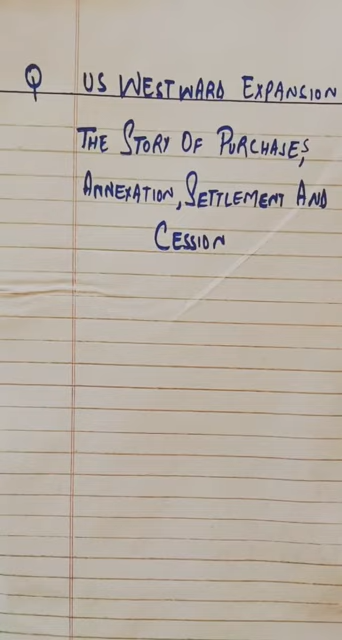 Q US WESTWARD EXPANSION
THE STORY OF PURCHASES,
ANNEXATION, SETTLEMENT AND
CESSION